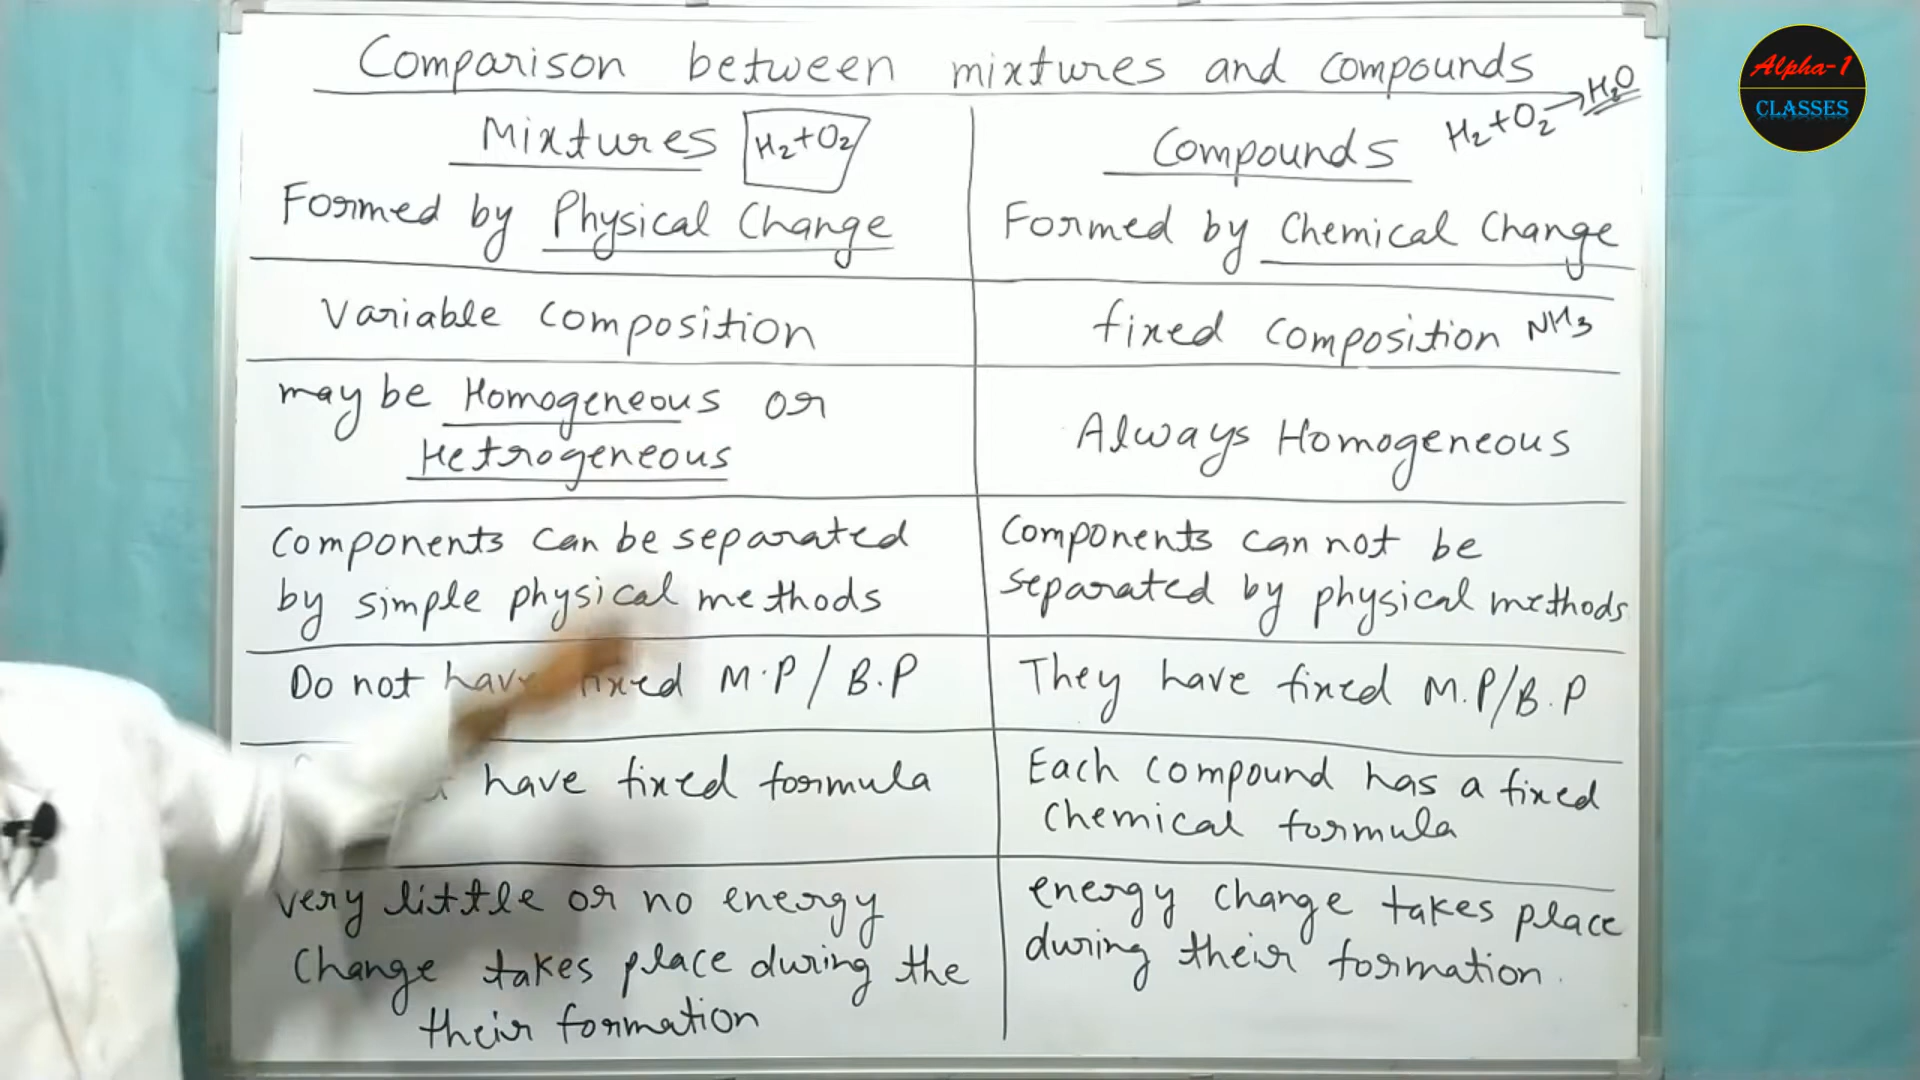 Comparison between mixtures and compounds
Mixtures H₂+O₂
Formed by Physical Change
Variable composition
may be Homogeneous or
Hetrogeneous
Components can be separated
by simple physical methods
Do not have fixed M.P/B.P
have fixed formula
very little or no energy
change takes place during the
their formation
Compounds H₂+O₂→H₂O
Formed by Chemical Change
fixed composition NH₃
Always Homogeneous
Components can not be
separated by physical methods
They have fixed M.P/B.P
Each compound has a fixed
chemical formula
energy change takes place
during their formation.
Alpha-1
CLASSES